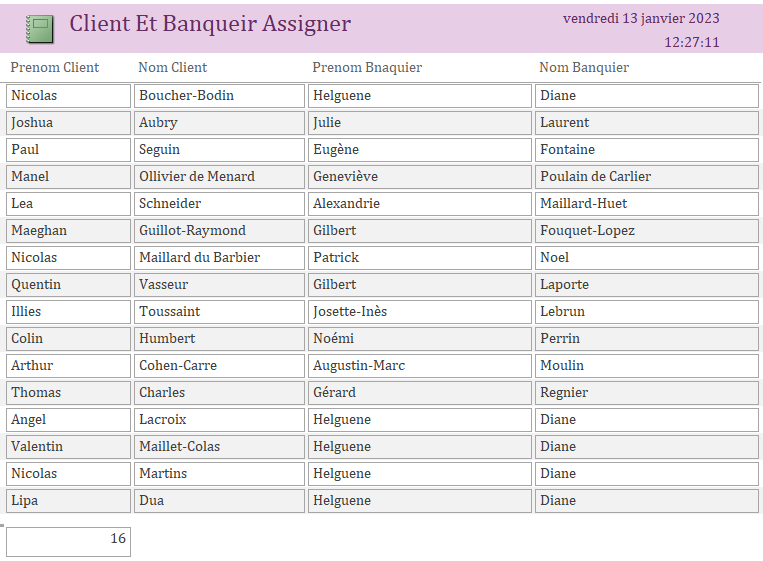 Client Et Banqueir Assigner
vendredi 13 janvier 2023
12:27:11
Prenom Client Nom Client Prenom Bnaquier Nom Banquier
Nicolas Boucher-Bodin Helguene Diane
Joshua Aubry Julie Laurent
Paul Seguin Eugène Fontaine
Manel Ollivier de Menard Geneviève Poulain de Carlier
Lea Schneider Alexandrie Maillard-Huet
Maeghan Guillot-Raymond Gilbert Fouquet-Lopez
Nicolas Maillard du Barbier Patrick Noel
Quentin Vasseur Gilbert Laporte
Illies Toussaint Josette-Inès Lebrun
Colin Humbert Noémi Perrin
Arthur Cohen-Carre Augustin-Marc Moulin
Thomas Charles Gérard Regnier
Angel Lacroix Helguene Diane
Valentin Maillet-Colas Helguene Diane
Nicolas Martins Helguene Diane
Lipa Dua Helguene Diane
16